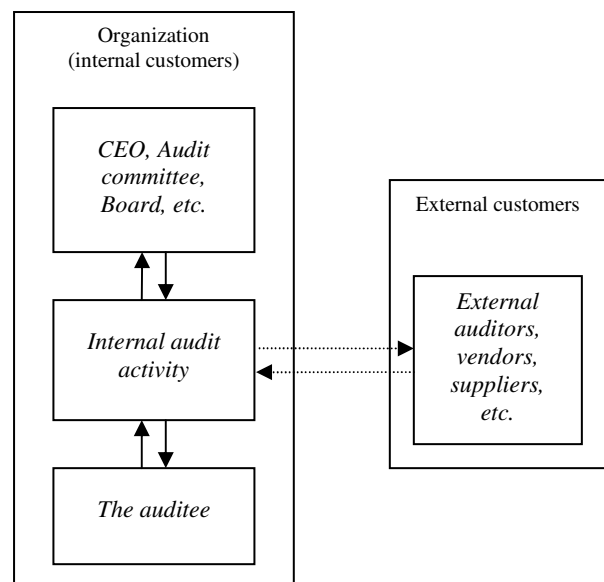 Organization
(internal customers)
CEO, Audit
committee,
Board, etc.
Internal audit
activity
The auditee
External customers
External
auditors,
vendors,
suppliers,
etc.